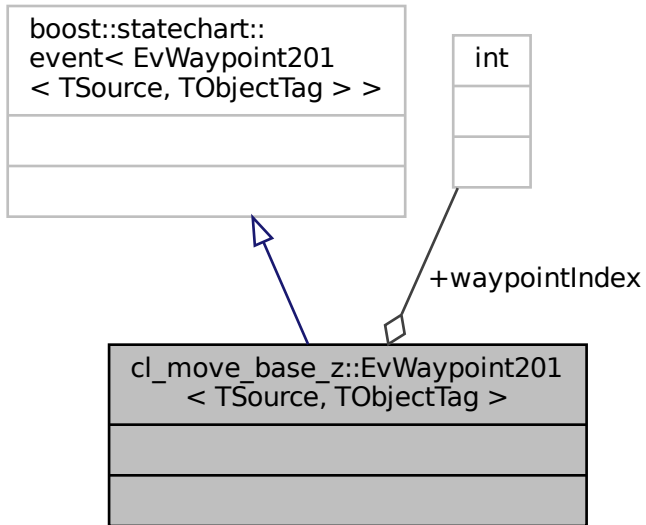 boost::statechart::
event< EvWaypoint201
< TSource, TObjectTag > >
int
+waypointIndex
cl_move_base_z::EvWaypoint201
< TSource, TObjectTag >